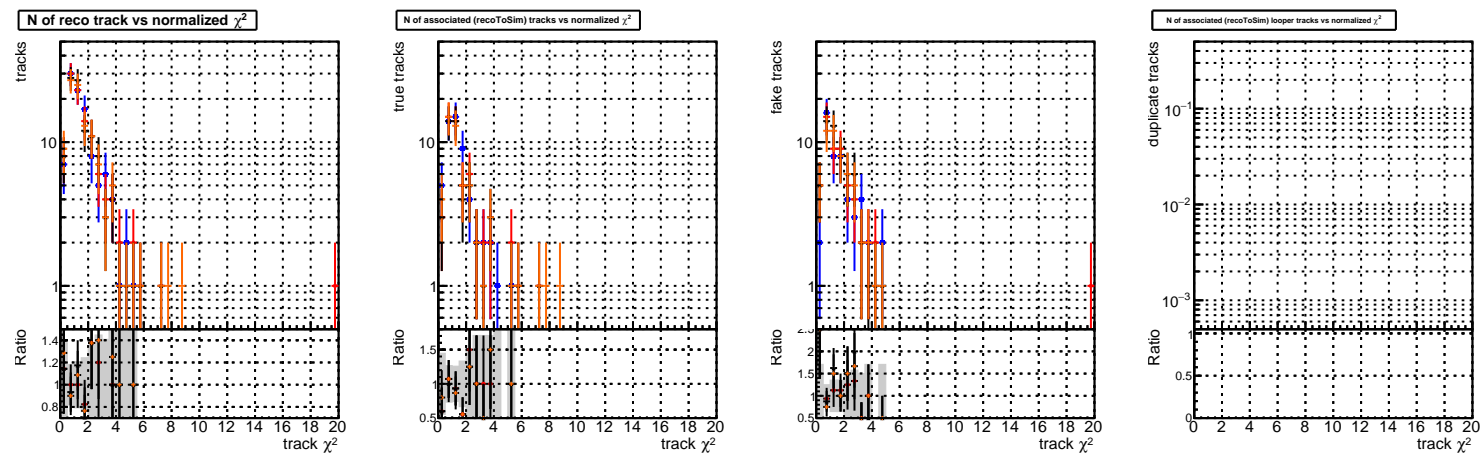 N of reco track vs normalized χ²
tracks
10
1
Ratio
1.4
1.2
1
0.8
0 2 4 6 8 10 12 14 16 18 20
track χ²
N of associated (recoToSim) tracks vs normalized χ²
true tracks
10
1
Ratio
1.5
1
0.5
0 2 4 6 8 10 12 14 16 18 20
track χ²
fake tracks
10
1
Ratio
2.5
2
1.5
1
0.5
0 2 4 6 8 10 12 14 16 18 20
track χ²
N of associated (recoToSim) looper tracks vs normalized χ²
duplicate tracks
10⁻¹
10⁻²
10⁻³
Ratio
1
0.5
0
0 2 4 6 8 10 12 14 16 18 20
track χ²